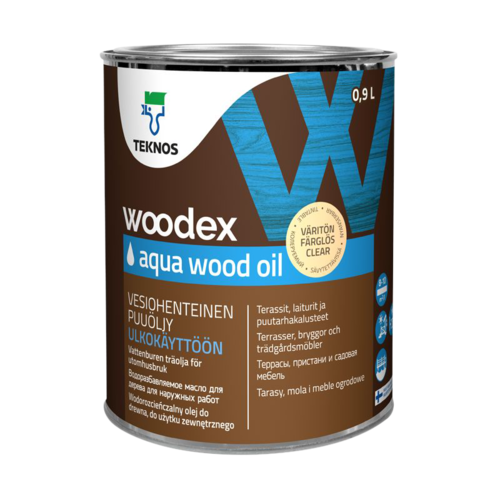 0,9 L
TEKNOS
woodex
aqua wood oil
VÄRITÖN
FÄRGLÖS
CLEAR
VESIOHENTEINEN
PUUÖLJY
ULKOKÄYTTÖÖN
Vattenburen träolja för
utomhusbruk
Водоразбавляемое масло для
дерева для наружных работ
Wodorozcieńczalny olej do
drewna, do użytku zewnętrznego
Terassit, laiturit ja
puutarhakalusteet
Terrasser, bryggor och
trädgårdsmöbler
Террасы, пристани и садовая
мебель
Tarasy, mola i meble ogrodowe